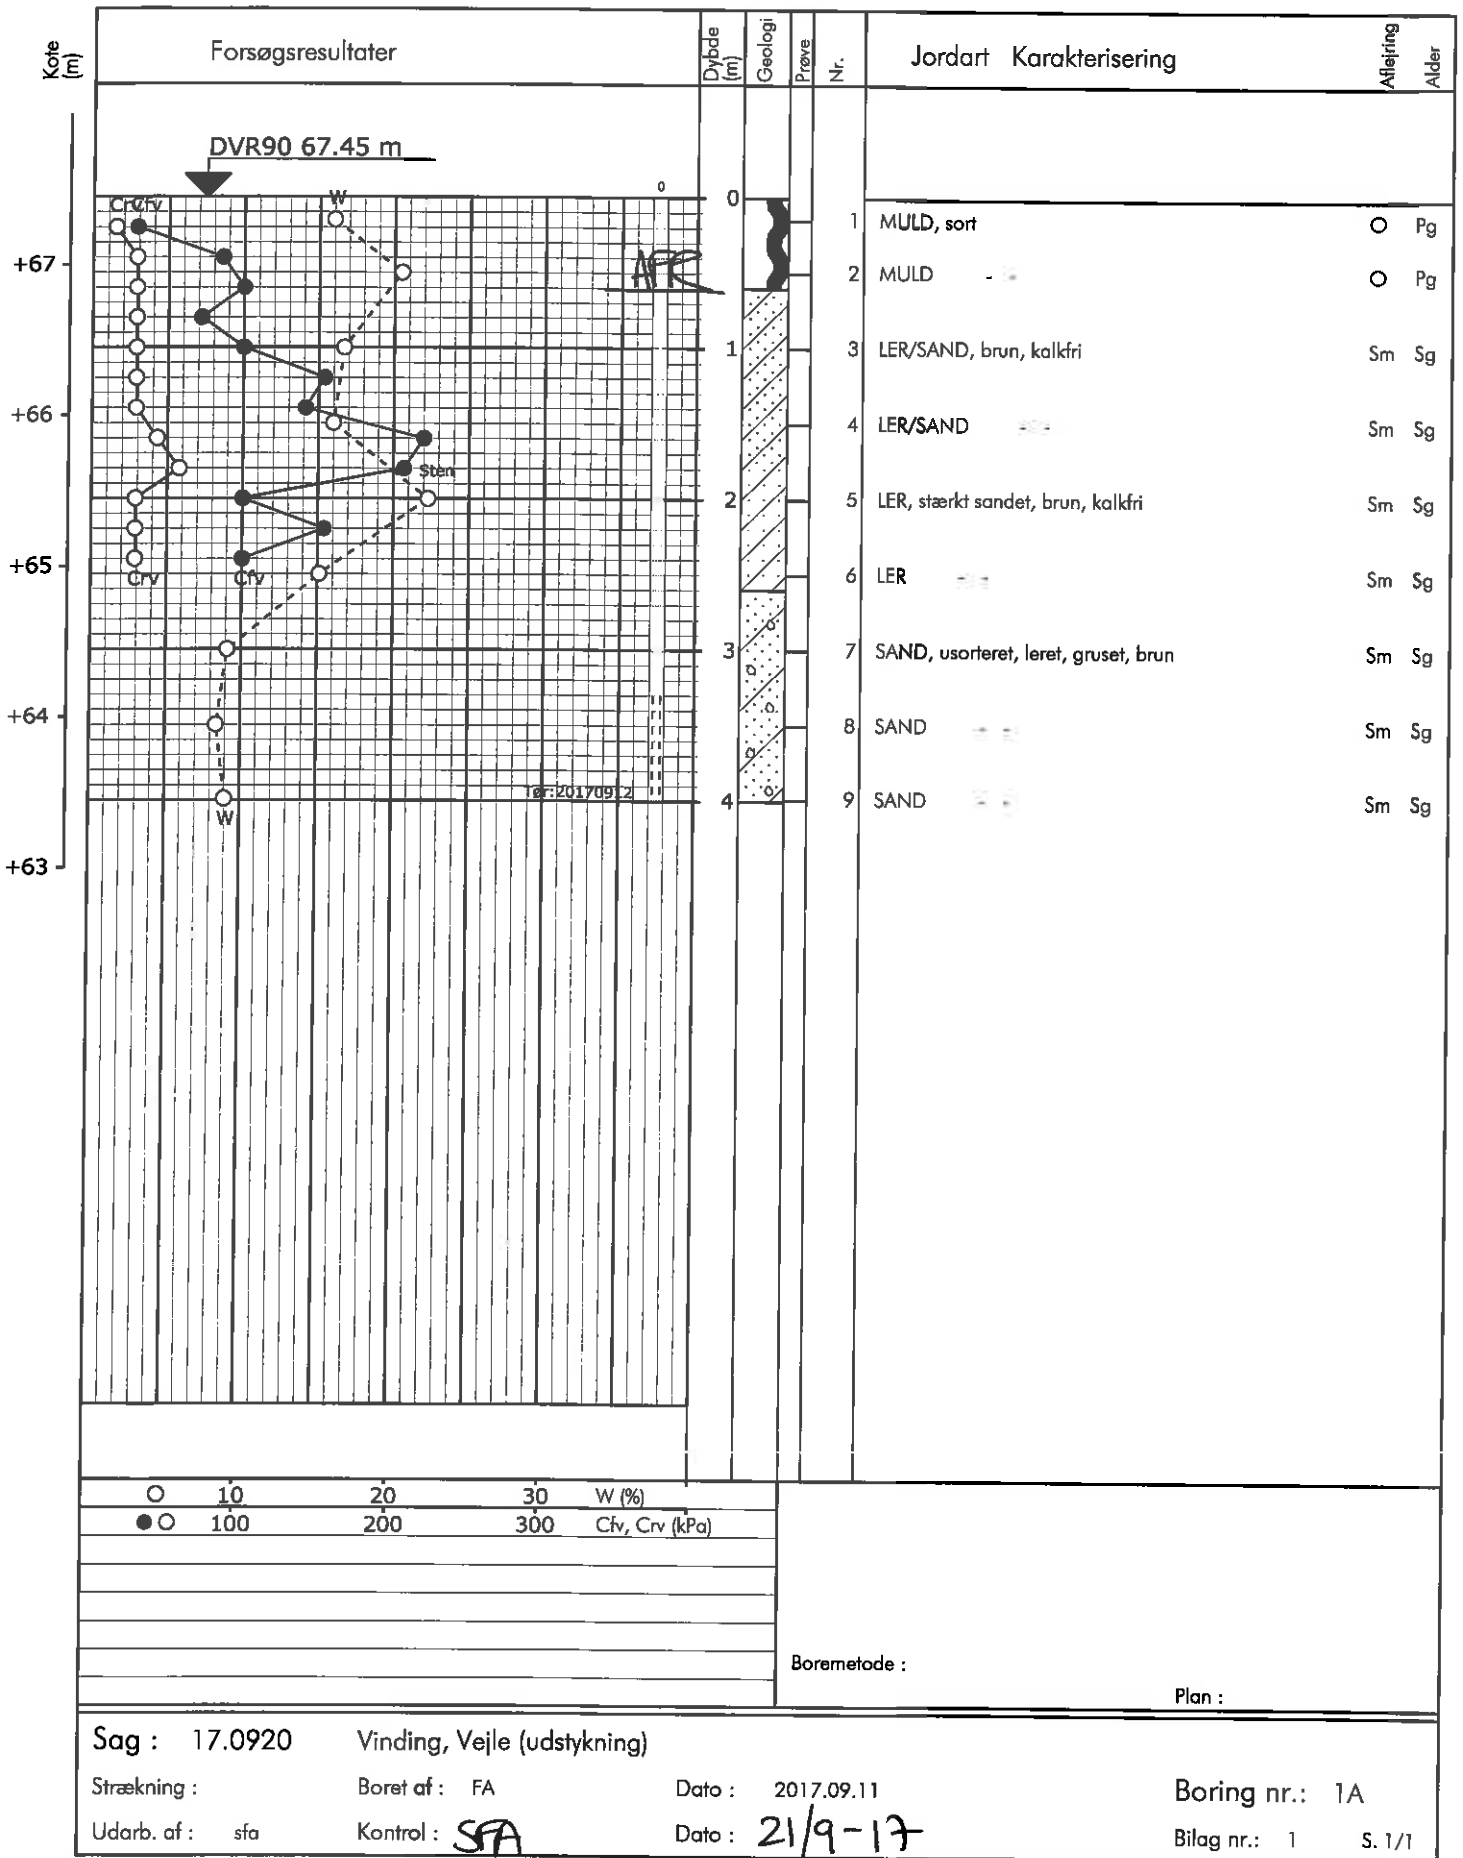 Kote (m) Forsøgsresultater Dybde (m) Geologi Prøve Nr. Jordart Karakterisering Aflejring Alder
DVR90 67.45 m
Crv Cfv W 0 0
1 MULD, sort O Pg
+67 AFR 2 MULD - " - O Pg
1 3 LER/SAND, brun, kalkfri Sm Sg
+66 4 LER/SAND - " - Sm Sg
Sten
2 5 LER, stærkt sandet, brun, kalkfri Sm Sg
+65 6 LER - " - Sm Sg
Crv Cfv
3 7 SAND, usorteret, leret, gruset, brun Sm Sg
+64 8 SAND - " - Sm Sg
Tør:20170912
4 9 SAND - " - Sm Sg
W
+63
10 20 30 W (%)
100 200 300 Cfv, Crv (kPa)
Boremetode :
Plan :
Sag : 17.0920 Vinding, Vejle (udstykning)
Strækning : Boret af : FA Dato : 2017.09.11 Boring nr.: 1A
Udarb. af : sfa Kontrol : SFA Dato : 21/9-17 Bilag nr.: 1 S. 1/1